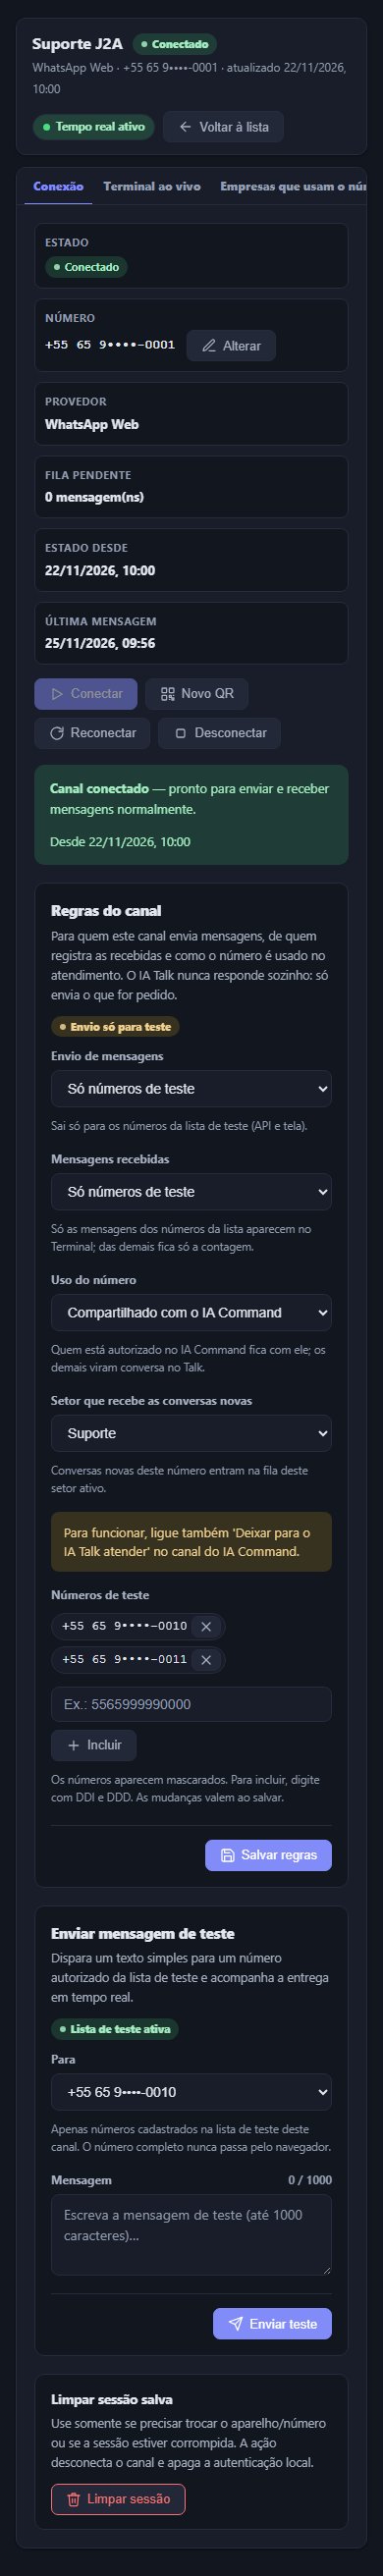 Suporte J2A Conectado
WhatsApp Web · +55 65 9••••-0001 · atualizado 22/11/2026,
10:00
Tempo real ativo Voltar à lista
Conexão Terminal ao vivo Empresas que usam o nú
ESTADO
Conectado
NÚMERO
+55 65 9••••-0001 Alterar
PROVEDOR
WhatsApp Web
FILA PENDENTE
0 mensagem(ns)
ESTADO DESDE
22/11/2026, 10:00
ÚLTIMA MENSAGEM
25/11/2026, 09:56
Conectar Novo QR
Reconectar Desconectar
Canal conectado — pronto para enviar e receber
mensagens normalmente.
Desde 22/11/2026, 10:00
Regras do canal
Para quem este canal envia mensagens, de quem
registra as recebidas e como o número é usado no
atendimento. O IA Talk nunca responde sozinho: só
envia o que for pedido.
Envio só para teste
Envio de mensagens
Só números de teste
Sai só para os números da lista de teste (API e tela).
Mensagens recebidas
Só números de teste
Só as mensagens dos números da lista aparecem no
Terminal; das demais fica só a contagem.
Uso do número
Compartilhado com o IA Command
Quem está autorizado no IA Command fica com ele; os
demais viram conversa no Talk.
Setor que recebe as conversas novas
Suporte
Conversas novas deste número entram na fila deste
setor ativo.
Para funcionar, ligue também 'Deixar para o
IA Talk atender' no canal do IA Command.
Números de teste
+55 65 9••••-0010
+55 65 9••••-0011
Ex.: 5565999990000
Incluir
Os números aparecem mascarados. Para incluir, digite
com DDI e DDD. As mudanças valem ao salvar.
Salvar regras
Enviar mensagem de teste
Dispara um texto simples para um número
autorizado da lista de teste e acompanha a entrega
em tempo real.
Lista de teste ativa
Para
+55 65 9••••-0010
Apenas números cadastrados na lista de teste deste
canal. O número completo nunca passa pelo navegador.
Mensagem 0 / 1000
Escreva a mensagem de teste (até 1000
caracteres)...
Enviar teste
Limpar sessão salva
Use somente se precisar trocar o aparelho/número
ou se a sessão estiver corrompida. A ação
desconecta o canal e apaga a autenticação local.
Limpar sessão